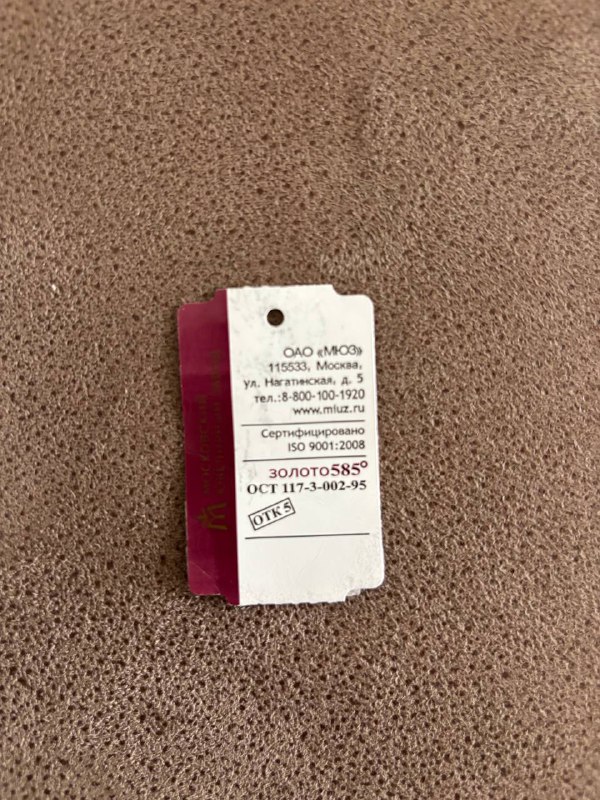 ОАО «МЮЗ»
115533, Москва,
ул. Нагатинская, д. 5
тел.:8-800-100-1920
www.miuz.ru
Сертифицировано
ISO 9001:2008
золото585°
ОСТ 117-3-002-95
ОТК 5
МОСКОВСКИЙ